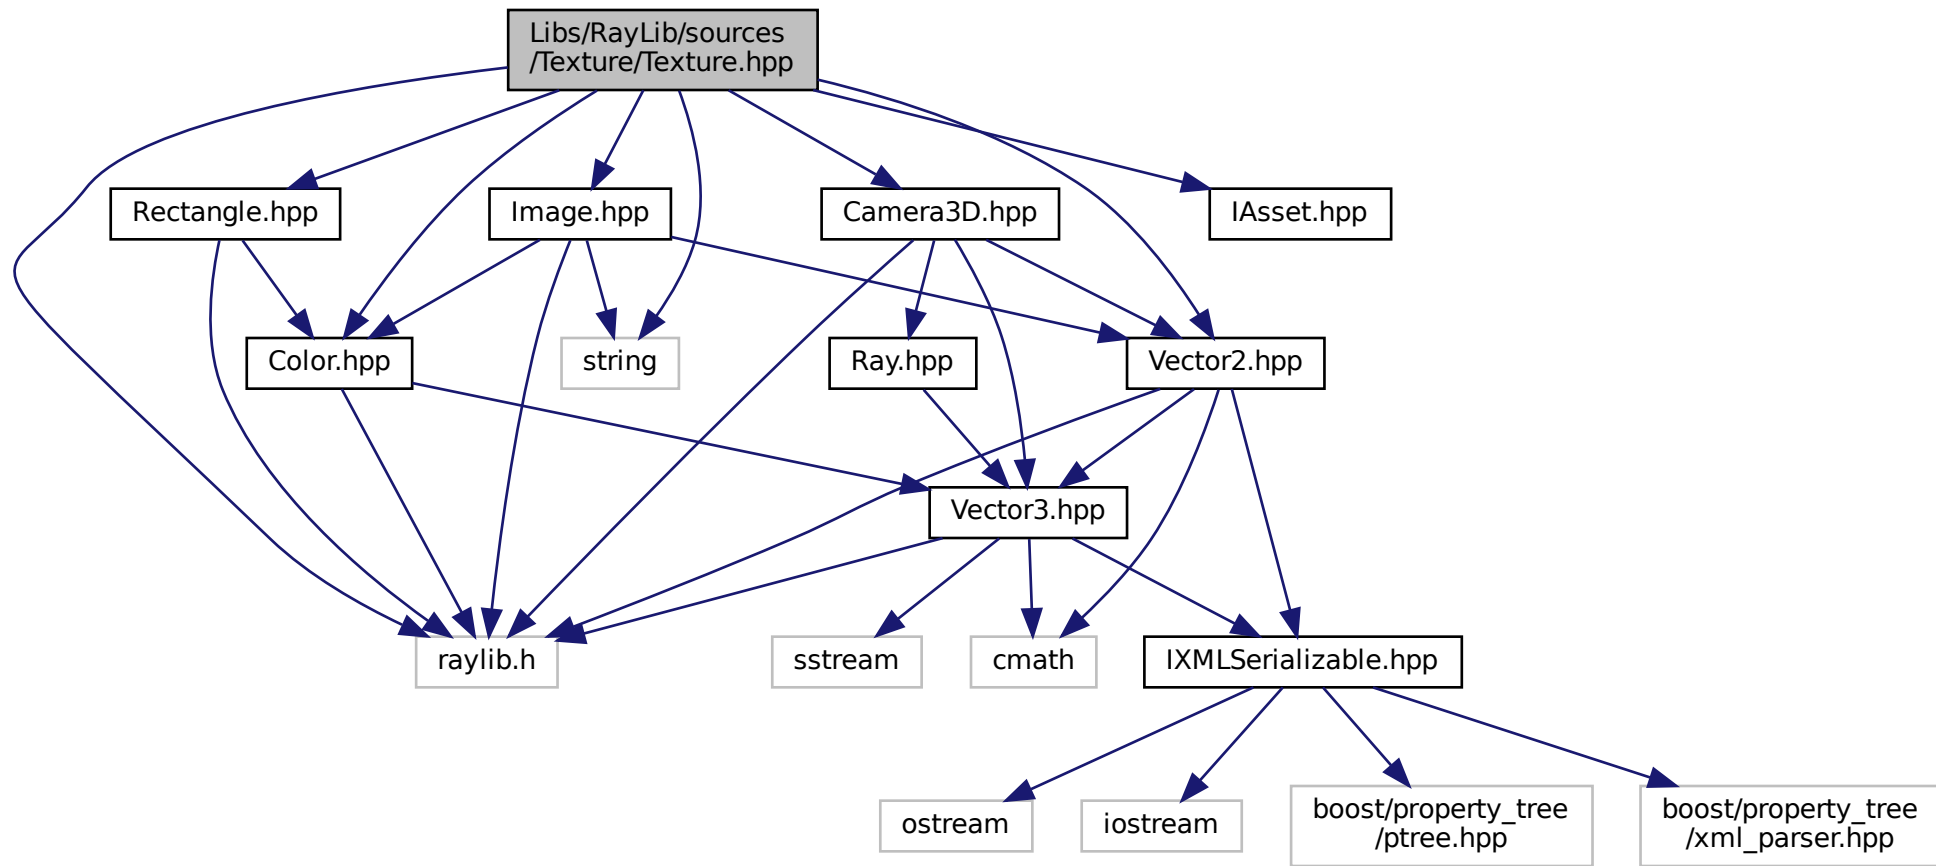 Libs/RayLib/sources
/Texture/Texture.hpp
Rectangle.hpp
Image.hpp
Camera3D.hpp
IAsset.hpp
Color.hpp
string
Ray.hpp
Vector2.hpp
Vector3.hpp
raylib.h
sstream
cmath
IXMLSerializable.hpp
ostream
iostream
boost/property_tree
/ptree.hpp
boost/property_tree
/xml_parser.hpp